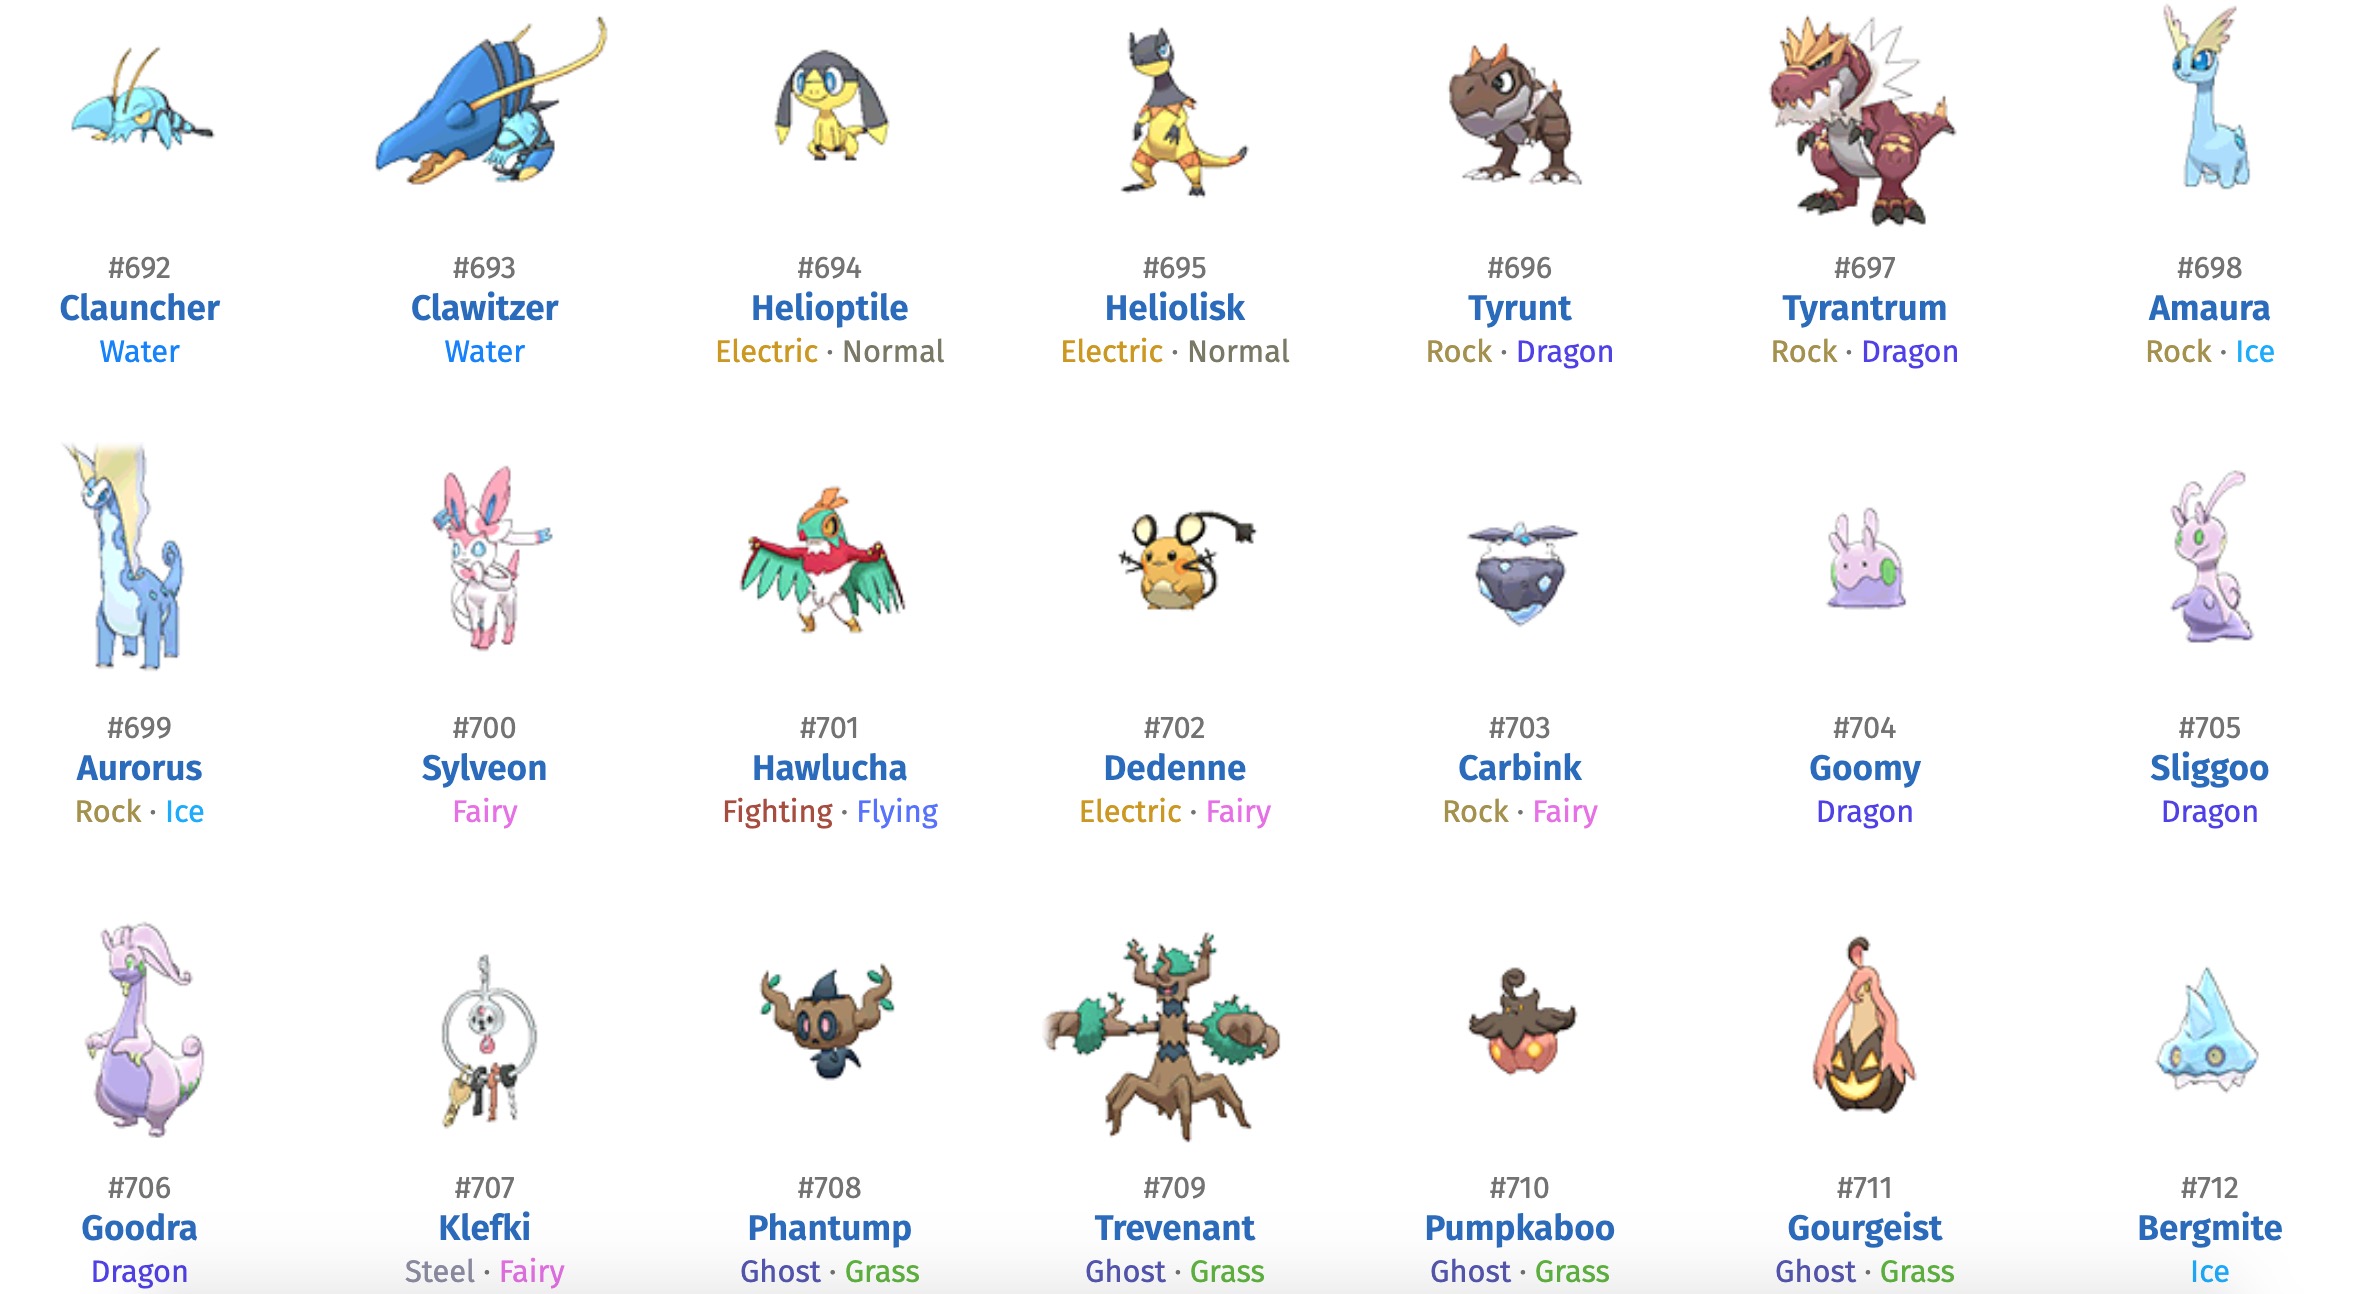 #692 #693 #694 #695 #696 #697 #698
Clauncher Clawitzer Helioptile Heliolisk Tyrunt Tyrantrum Amaura
Water Water Electric · Normal Electric · Normal Rock · Dragon Rock · Dragon Rock · Ice
#699 #700 #701 #702 #703 #704 #705
Aurorus Sylveon Hawlucha Dedenne Carbink Goomy Sliggoo
Rock · Ice Fairy Fighting · Flying Electric · Fairy Rock · Fairy Dragon Dragon
#706 #707 #708 #709 #710 #711 #712
Goodra Klefki Phantump Trevenant Pumpkaboo Gourgeist Bergmite
Dragon Steel · Fairy Ghost · Grass Ghost · Grass Ghost · Grass Ghost · Grass Ice